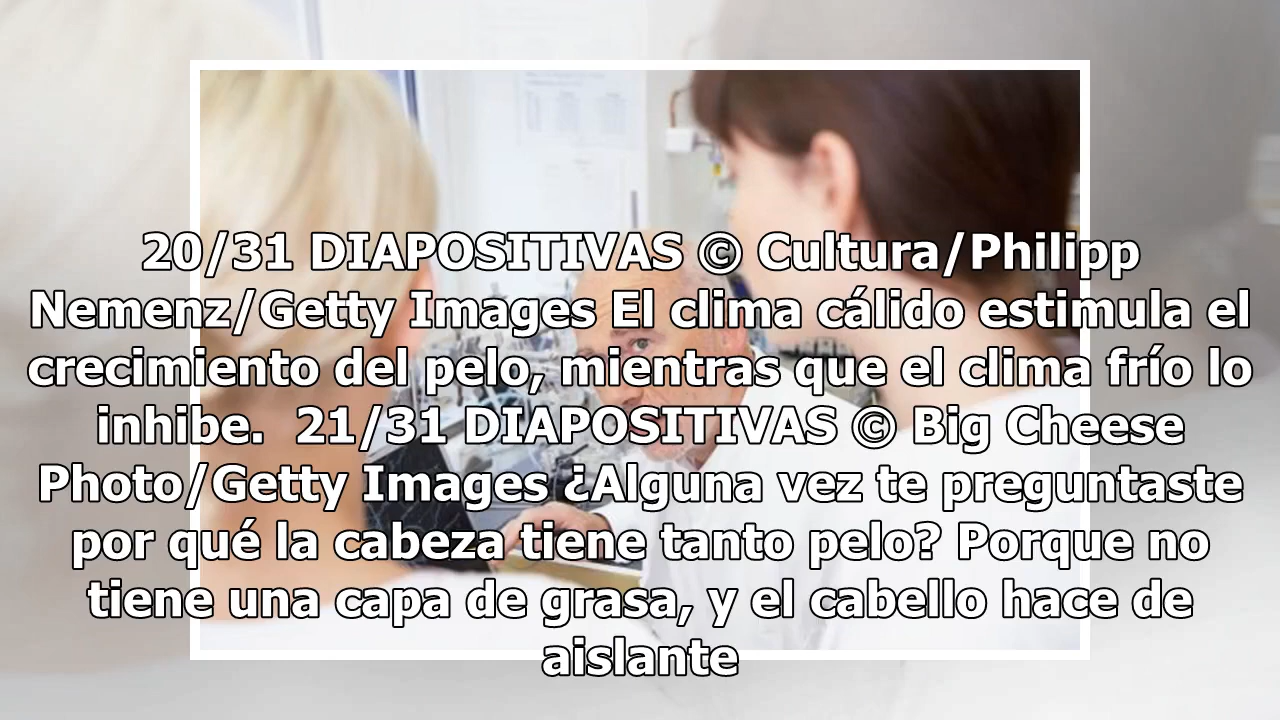 20/31 DIAPOSITIVAS © Cultura/Philipp
Nemenz/Getty Images El clima cálido estimula el
crecimiento del pelo, mientras que el clima frío lo
inhibe.  21/31 DIAPOSITIVAS © Big Cheese
Photo/Getty Images ¿Alguna vez te preguntaste
por qué la cabeza tiene tanto pelo? Porque no
tiene una capa de grasa, y el cabello hace de
aislante